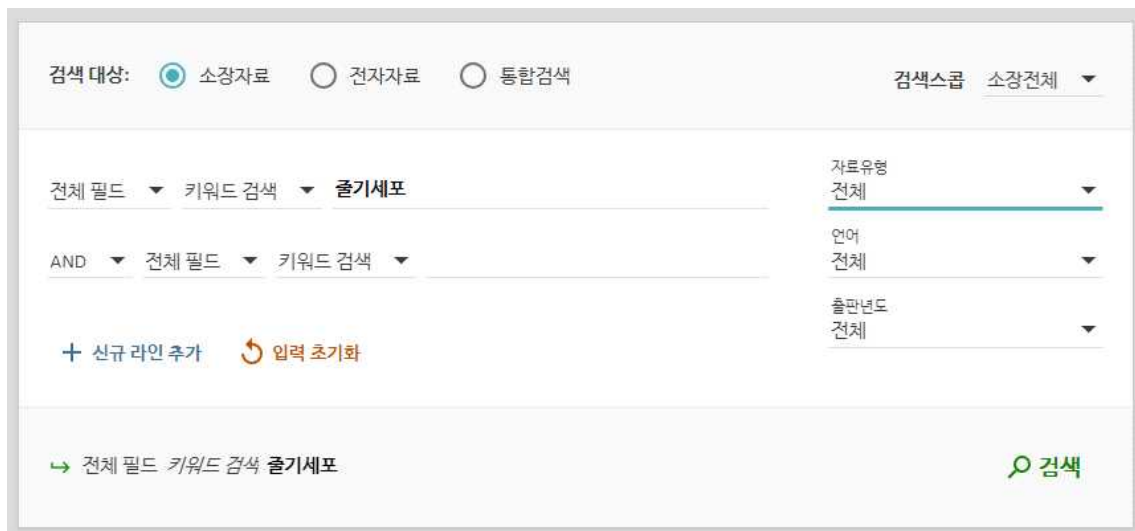 검색 대상: 소장자료 전자자료 통합검색 검색스콥 소장전체
전체 필드 키워드 검색 줄기세포
AND 전체 필드 키워드 검색
자료유형
전체
언어
전체
출판년도
전체
신규 라인 추가 입력 초기화
전체 필드 키워드 검색 줄기세포
검색